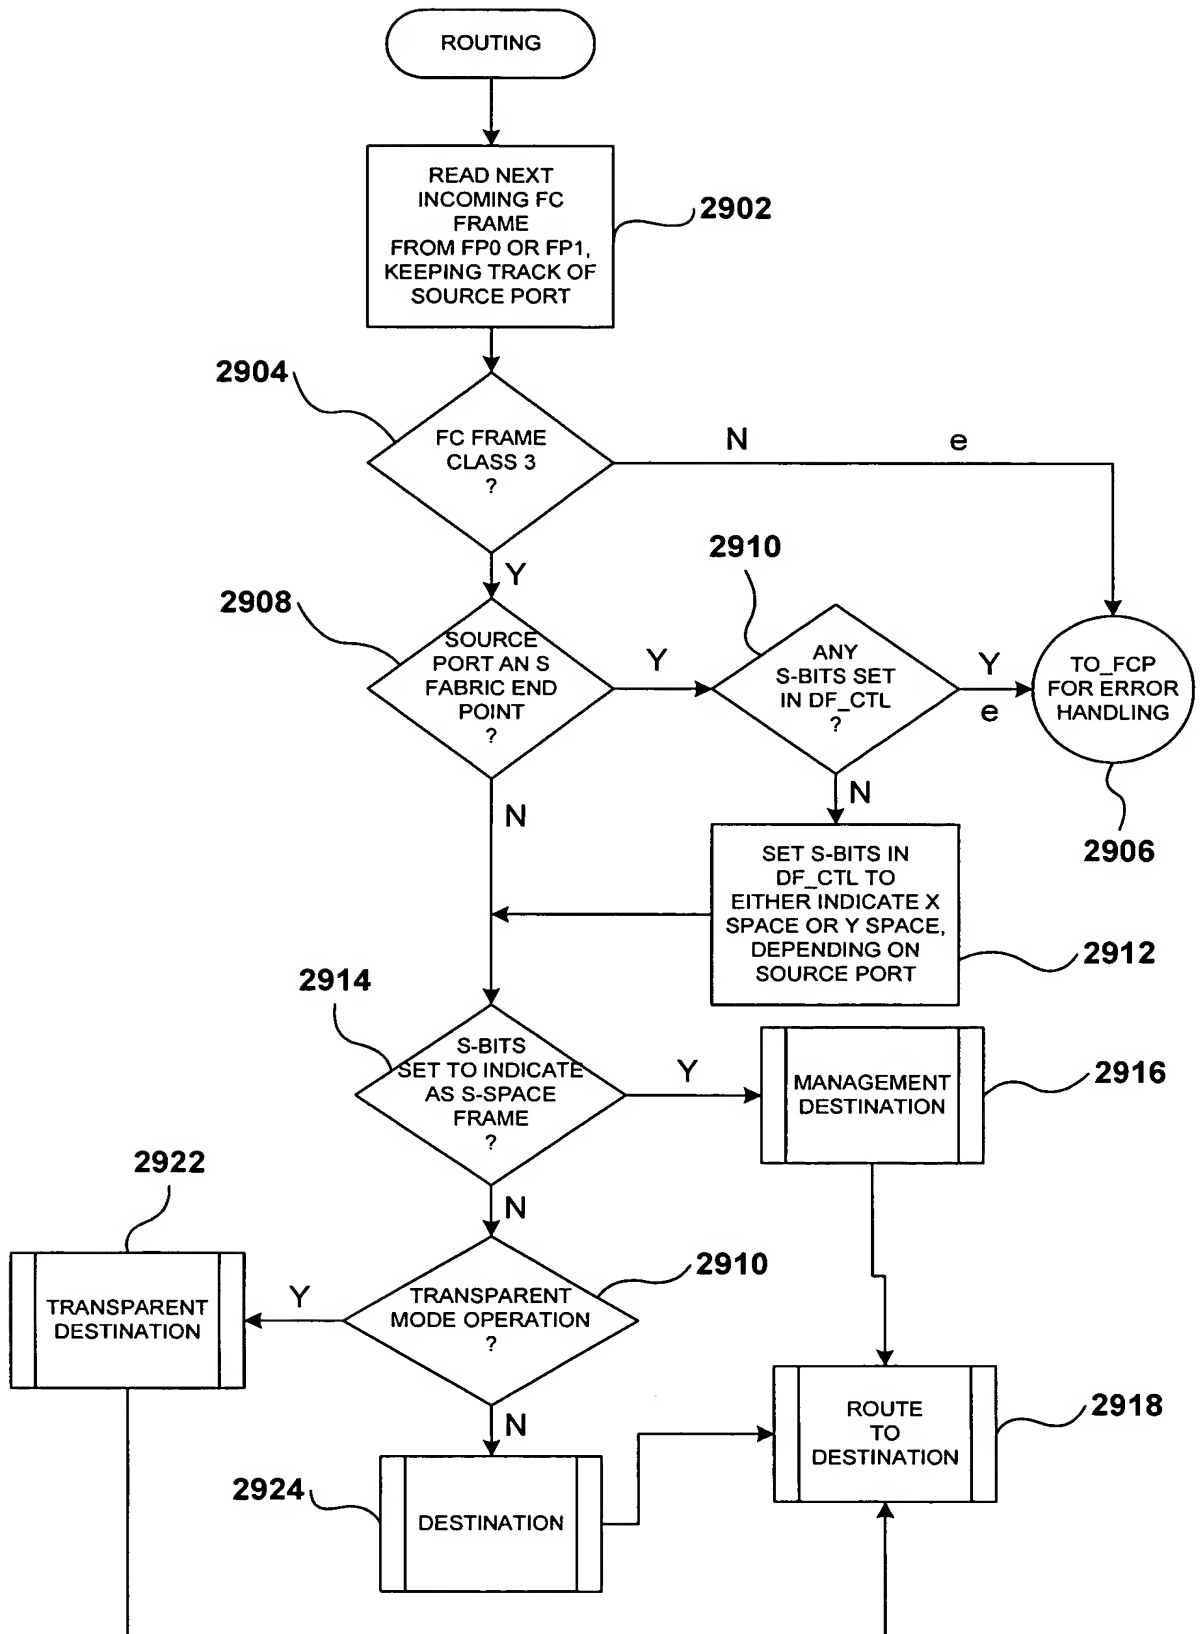 ROUTING
READ NEXT
INCOMING FC
FRAME
FROM FP0 OR FP1,
KEEPING TRACK OF
SOURCE PORT
2902
2904
FC FRAME
CLASS 3
?
N
e
Y
2908
SOURCE
PORT AN S
FABRIC END
POINT
?
Y
2910
ANY
S-BITS SET
IN DF_CTL
?
Y
e
TO_FCP
FOR ERROR
HANDLING
2906
N
N
SET S-BITS IN
DF_CTL TO
EITHER INDICATE X
SPACE OR Y SPACE,
DEPENDING ON
SOURCE PORT
2912
2914
S-BITS
SET TO INDICATE
AS S-SPACE
FRAME
?
Y
MANAGEMENT
DESTINATION
2916
N
2922
TRANSPARENT
DESTINATION
Y
TRANSPARENT
MODE OPERATION
?
2910
N
ROUTE
TO
DESTINATION
2918
2924
DESTINATION